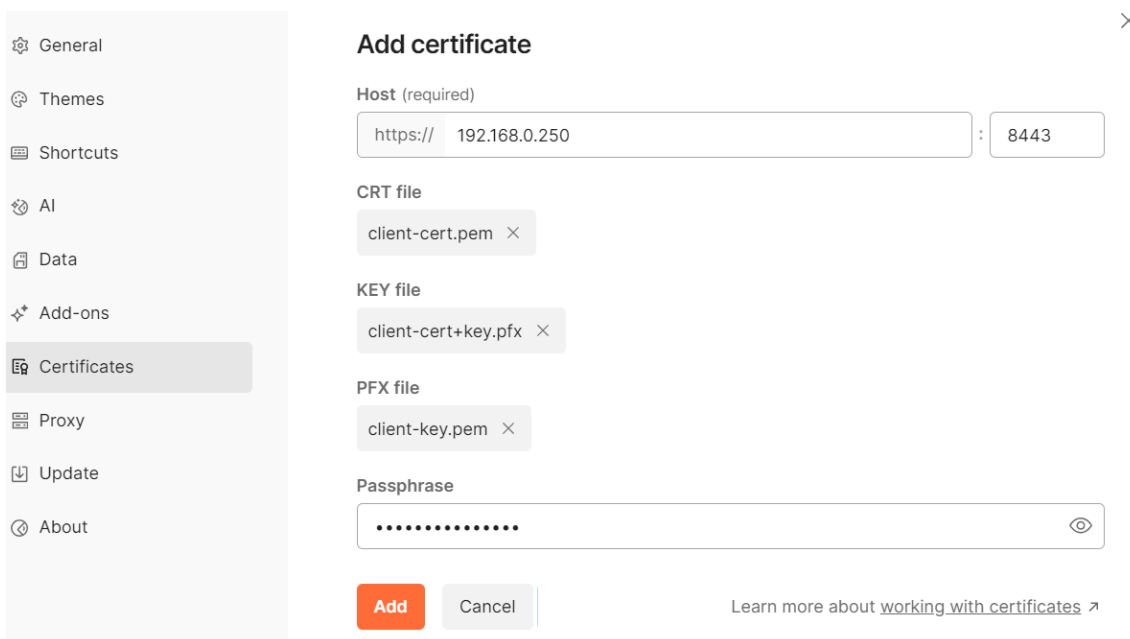 General
Themes
Shortcuts
AI
Data
Add-ons
Certificates
Proxy
Update
About
Add certificate
Host (required)
https:// 192.168.0.250 : 8443
CRT file
client-cert.pem
KEY file
client-cert+key.pfx
PFX file
client-key.pem
Passphrase
•••••••••••••••
Add Cancel Learn more about working with certificates ↗